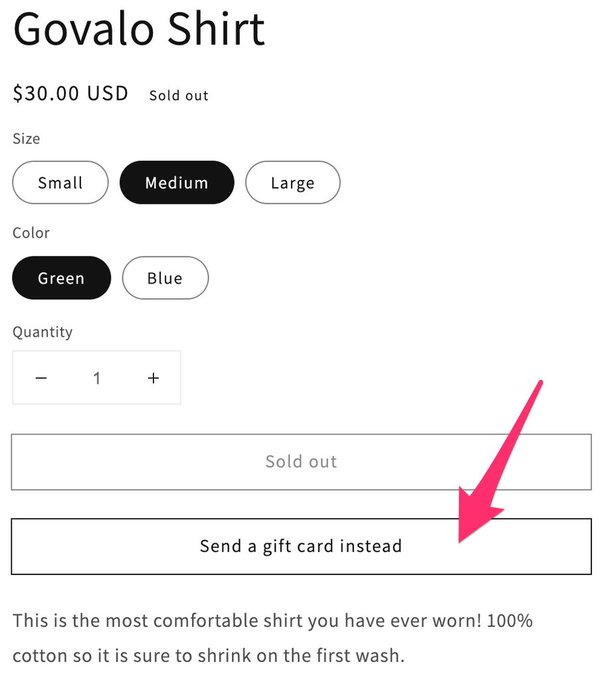 Govalo Shirt
$30.00 USD Sold out
Size
Small Medium Large
Color
Green Blue
Quantity
− 1 +
Sold out
Send a gift card instead
This is the most comfortable shirt you have ever worn! 100%
cotton so it is sure to shrink on the first wash.